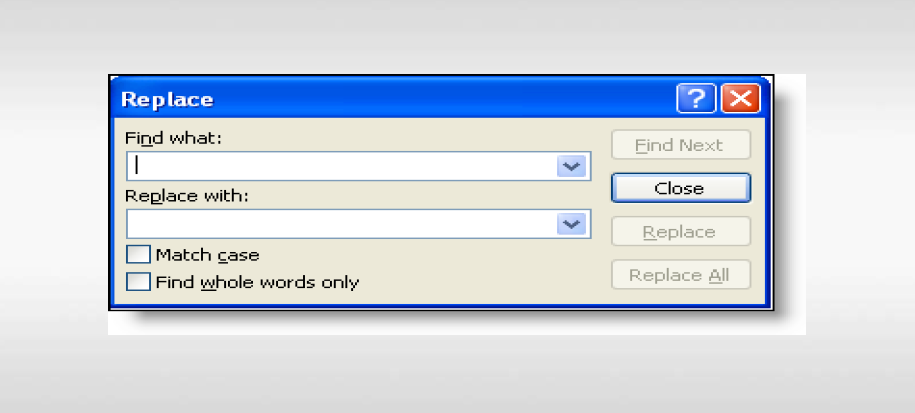 Replace
Find what:
Find Next
Close
Replace with:
Replace
Match case
Replace All
Find whole words only